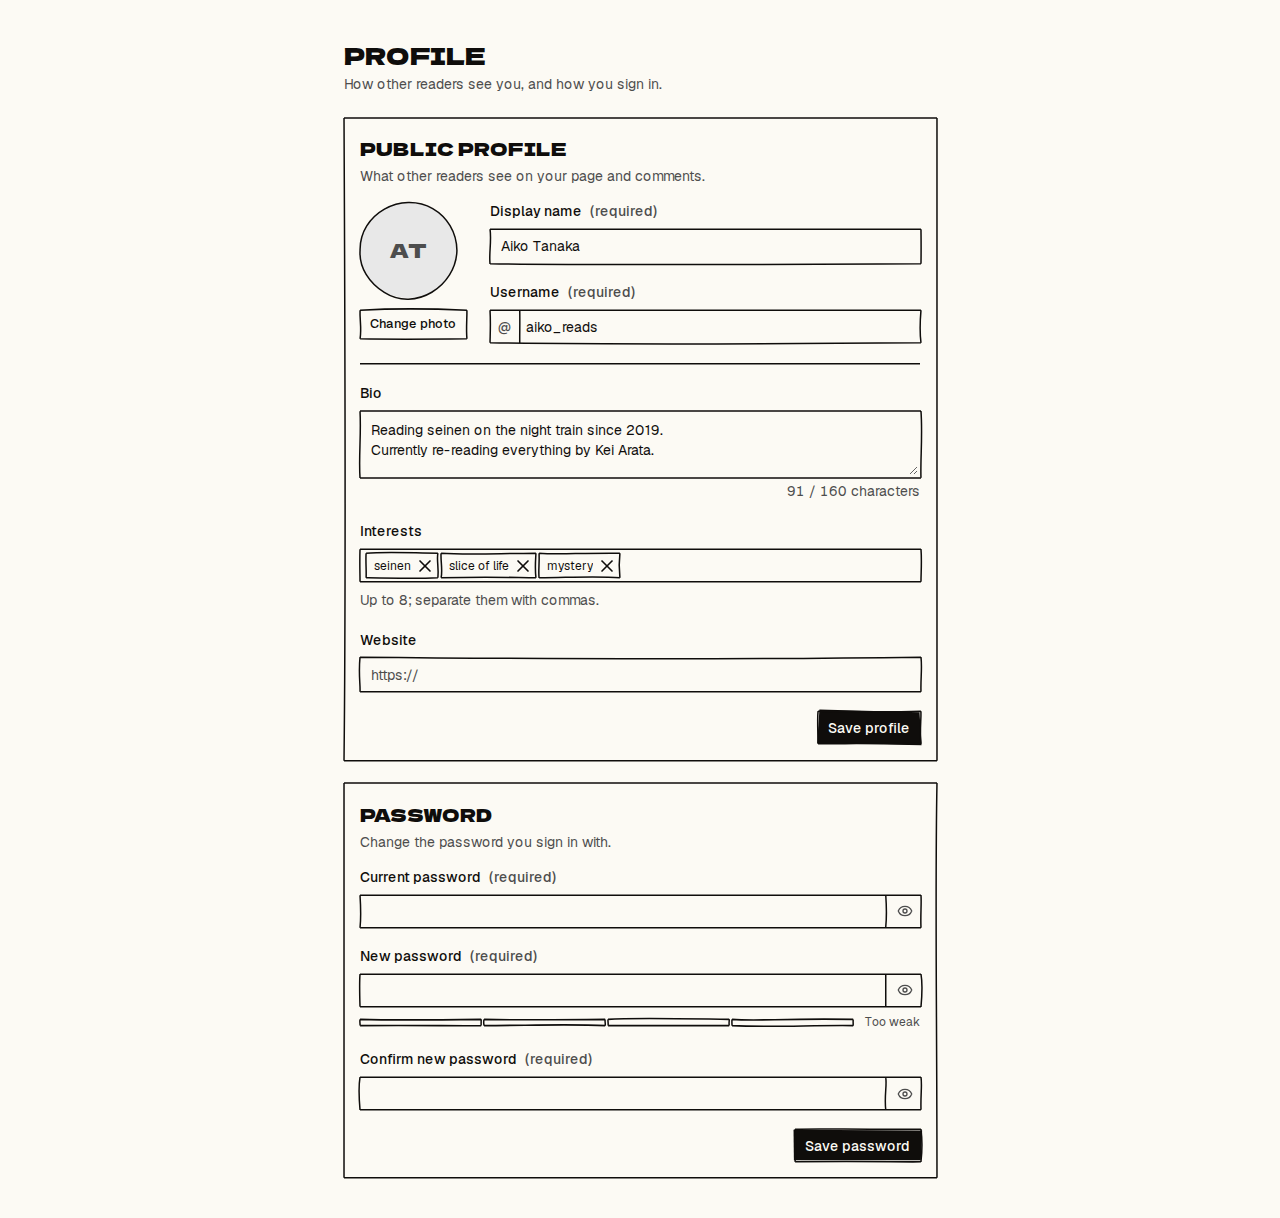 PROFILE
How other readers see you, and how you sign in.
PUBLIC PROFILE
What other readers see on your page and comments.
AT
Change photo
Display name (required)
Aiko Tanaka
Username (required)
@ aiko_reads
Bio
Reading seinen on the night train since 2019.
Currently re-reading everything by Kei Arata.
91 / 160 characters
Interests
seinen slice of life mystery
Up to 8; separate them with commas.
Website
https://
Save profile
PASSWORD
Change the password you sign in with.
Current password (required)
New password (required)
Too weak
Confirm new password (required)
Save password